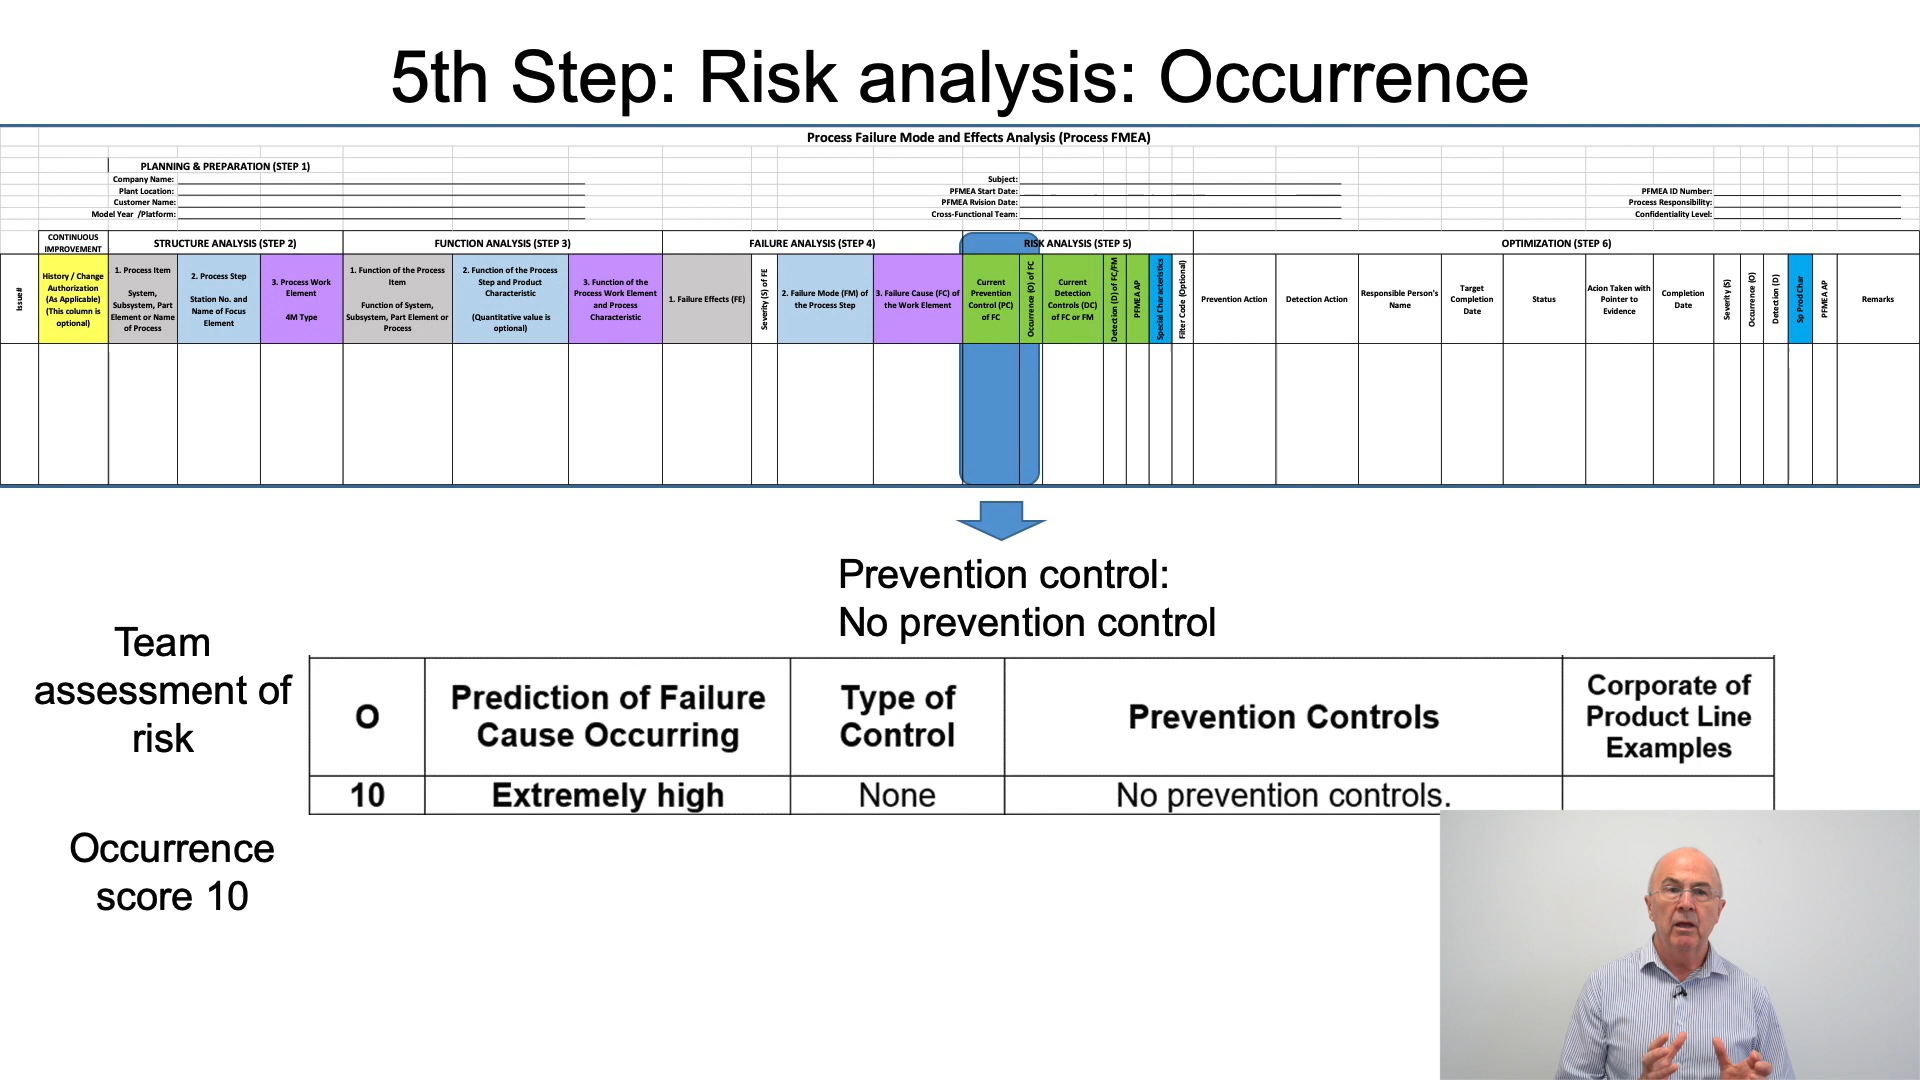 5th Step: Risk analysis: Occurrence
Process Failure Mode and Effects Analysis (Process FMEA)
PLANNING & PREPARATION (STEP 1)
Company Name:
Plant Location:
Customer Name:
Model Year /Platform:
Subject:
PFMEA Start Date:
PFMEA Rvision Date:
Cross-Functional Team:
PFMEA ID Number:
Process Responsibility:
Confidentiality Level:
CONTINUOUS
IMPROVEMENT
STRUCTURE ANALYSIS (STEP 2)
FUNCTION ANALYSIS (STEP 3)
FAILURE ANALYSIS (STEP 4)
RISK ANALYSIS (STEP 5)
OPTIMIZATION (STEP 6)
Issue#
History / Change
Authorization
(As Applicable)
(This column is
optional)
1. Process Item
System,
Subsystem, Part
Element or Name
of Process
2. Process Step
Station No. and
Name of Focus
Element
3. Process Work
Element
4M Type
1. Function of the Process
Item
Function of System,
Subsystem, Part Element or
Process
2. Function of the Process
Step and Product
Characteristic
(Quantitative value is
optional)
3. Function of the
Process Work Element
and Process
Characteristic
1. Failure Effects (FE)
Severity (S) of FE
2. Failure Mode (FM) of
the Process Step
3. Failure Cause (FC) of
the Work Element
Current
Prevention
Control (PC)
of FC
Occurrence (O) of FC
Current
Detection
Controls (DC)
of FC or FM
Detection (D) of FC/FM
PFMEA AP
Special Characteristics
Filter Code (Optional)
Prevention Action
Detection Action
Responsible Person's
Name
Target
Completion
Date
Status
Acion Taken with
Pointer to
Evidence
Completion
Date
Severity (S)
Occurrence (O)
Detection (D)
Sp Prod Char
PFMEA AP
Remarks
Prevention control:
No prevention control
Team
assessment of
risk
O
Prediction of Failure
Cause Occurring
Type of
Control
Prevention Controls
Corporate of
Product Line
Examples
10
Extremely high
None
No prevention controls.
Occurrence
score 10